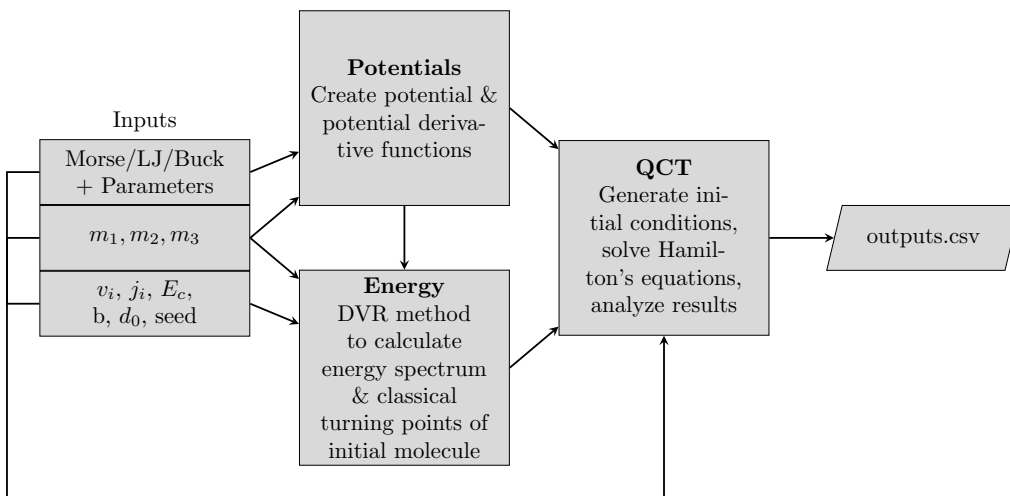 Inputs
Morse/LJ/Buck
+ Parameters
m₁, m₂, m₃
vᵢ, jᵢ, E_c,
b, d₀, seed
Potentials
Create potential &
potential deriva-
tive functions
Energy
DVR method
to calculate
energy spectrum
& classical
turning points of
initial molecule
QCT
Generate ini-
tial conditions,
solve Hamil-
ton's equations,
analyze results
outputs.csv